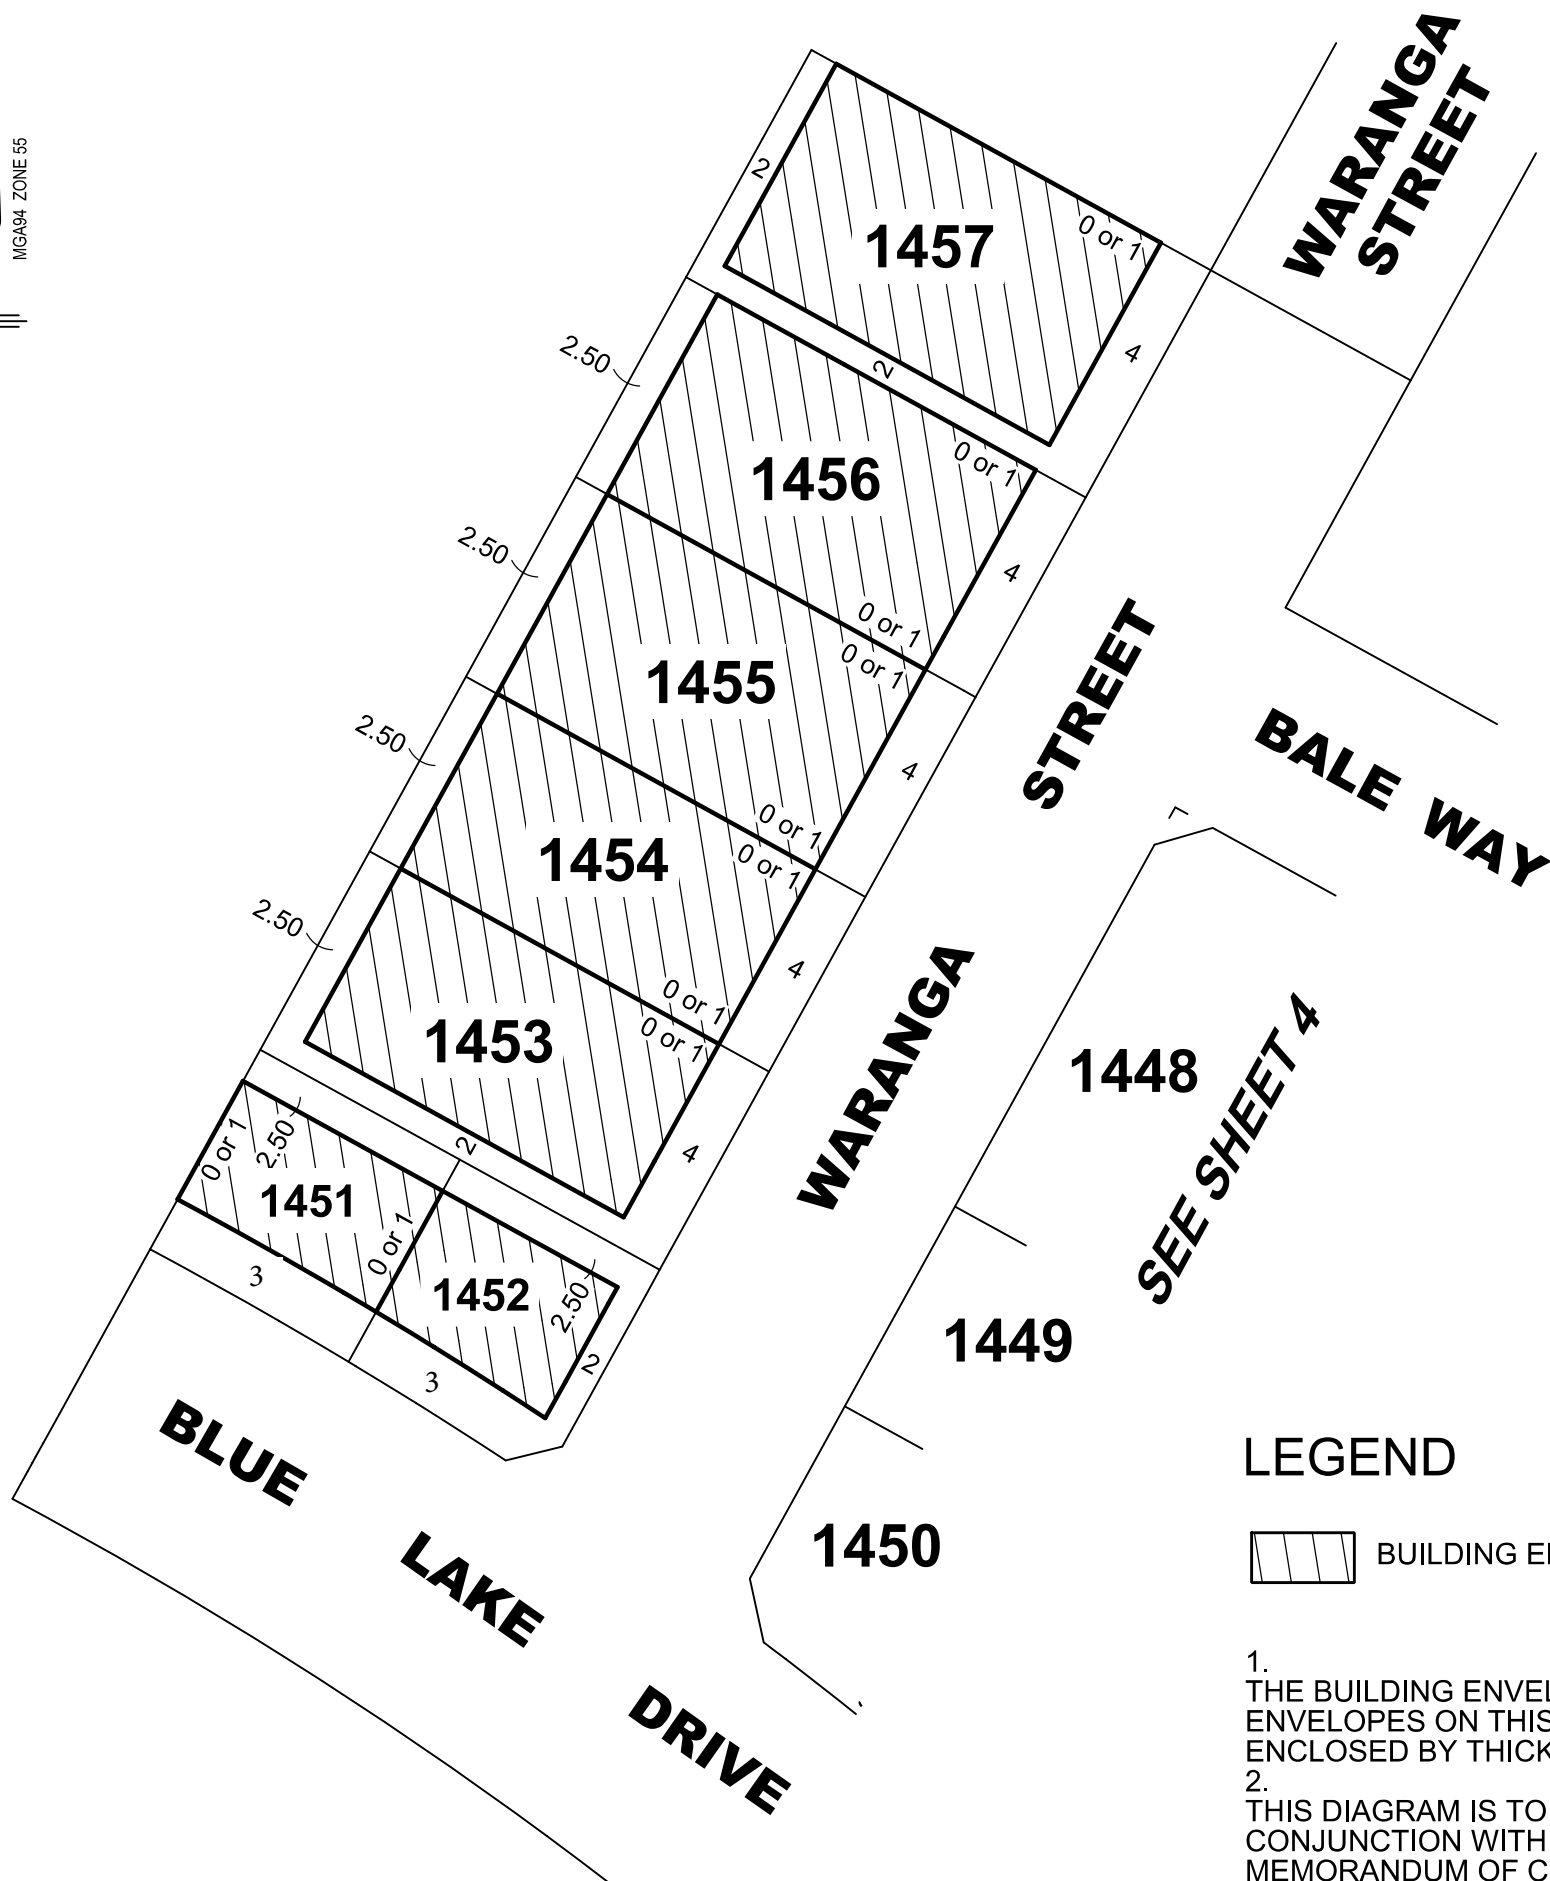 MGA94 ZONE 55
WARANGA
STREET
2
1457
0 or 1
4
2.50
2
1456
0 or 1
4
2.50
0 or 1
0 or 1
1455
4
STREET
BALE WAY
2.50
0 or 1
0 or 1
1454
4
2.50
0 or 1
0 or 1
1453
4
WARANGA
1448
SEE SHEET 4
2
0 or 1
2.50
1451
0 or 1
3
1452
2.50
2
3
1449
BLUE
LAKE
DRIVE
1450
LEGEND
BUILDING E
1.
THE BUILDING ENVEL
ENVELOPES ON THIS
ENCLOSED BY THICK
2.
THIS DIAGRAM IS TO
CONJUNCTION WITH
MEMORANDUM OF C